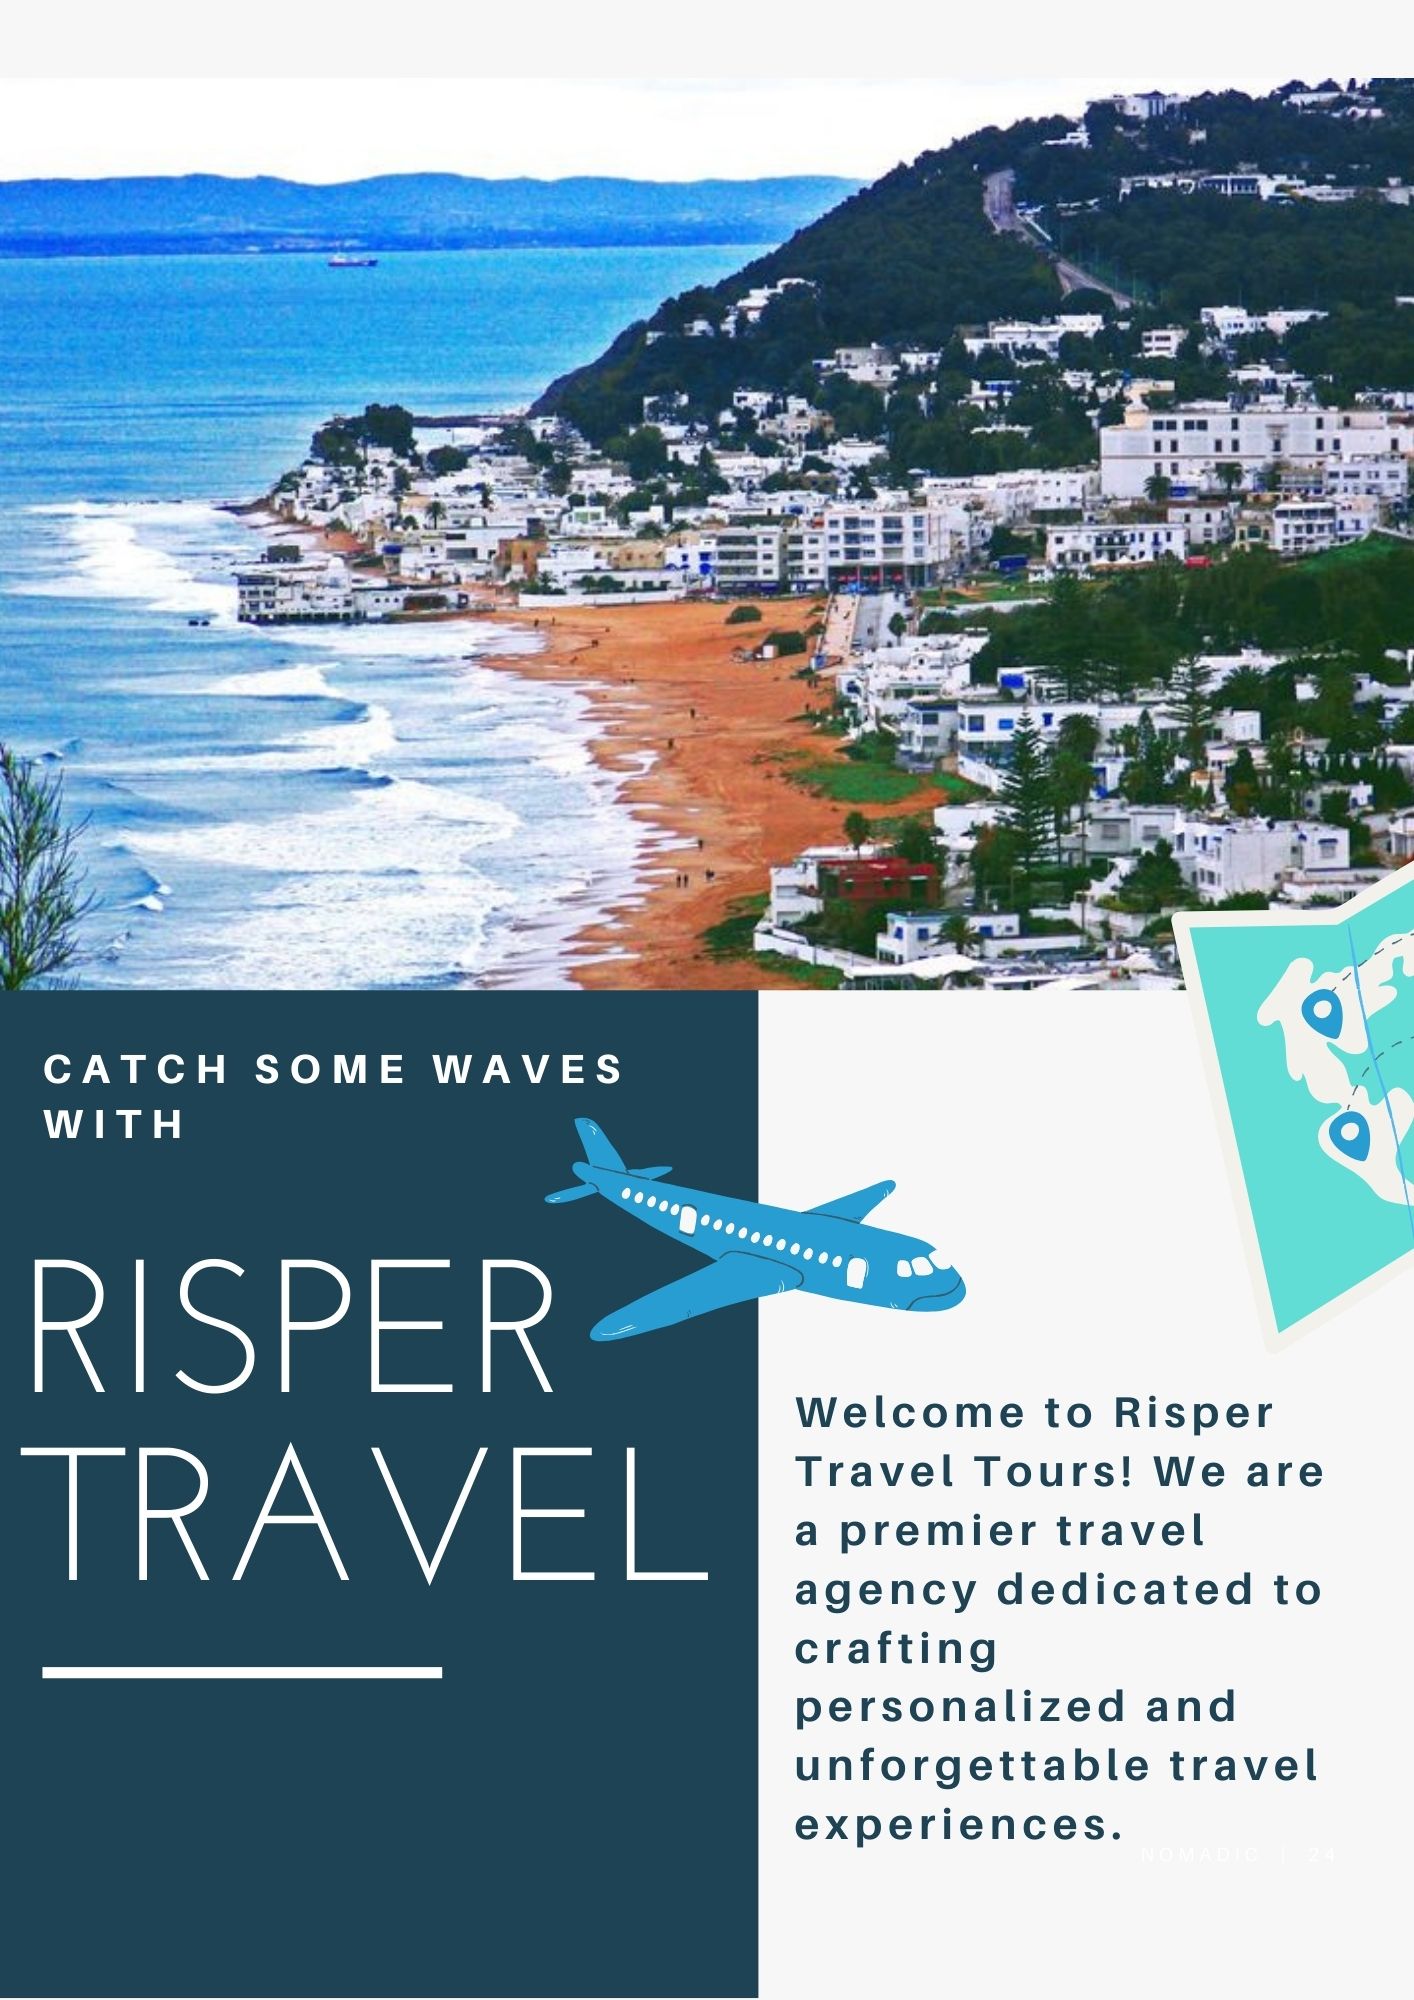 CATCH SOME WAVES
WITH
RISPER
TRAVEL
Welcome to Risper
Travel Tours! We are
a premier travel
agency dedicated to
crafting
personalized and
unforgettable travel
experiences.
NOMADIC | 24